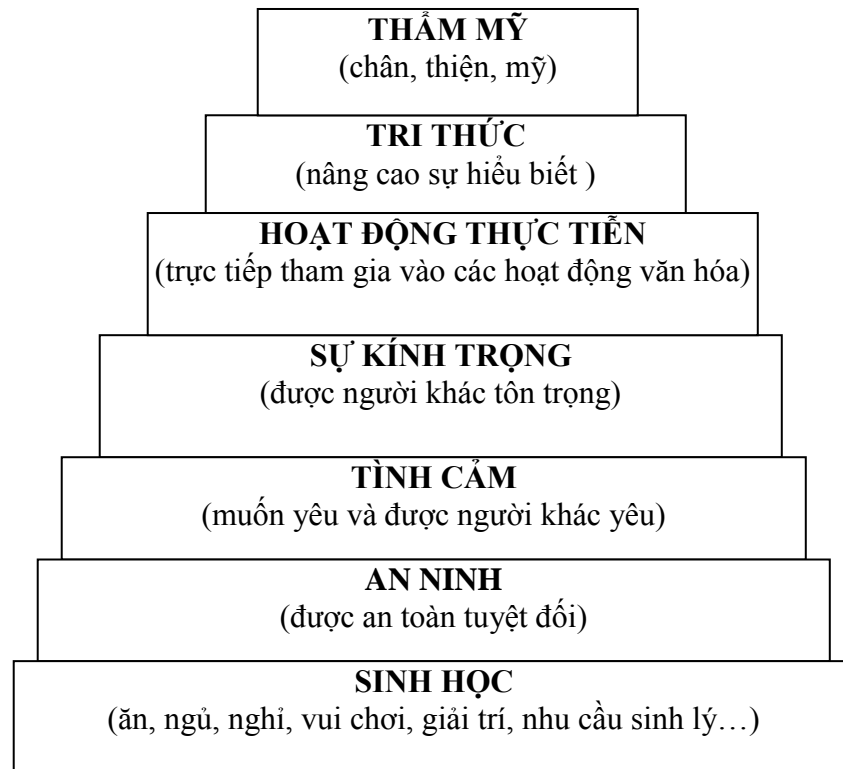 THẨM MỸ
(chân, thiện, mỹ)
TRI THỨC
(nâng cao sự hiểu biết )
HOẠT ĐỘNG THỰC TIỄN
(trực tiếp tham gia vào các hoạt động văn hóa)
SỰ KÍNH TRỌNG
(được người khác tôn trọng)
TÌNH CẢM
(muốn yêu và được người khác yêu)
AN NINH
(được an toàn tuyệt đối)
SINH HỌC
(ăn, ngủ, nghỉ, vui chơi, giải trí, nhu cầu sinh lý…)